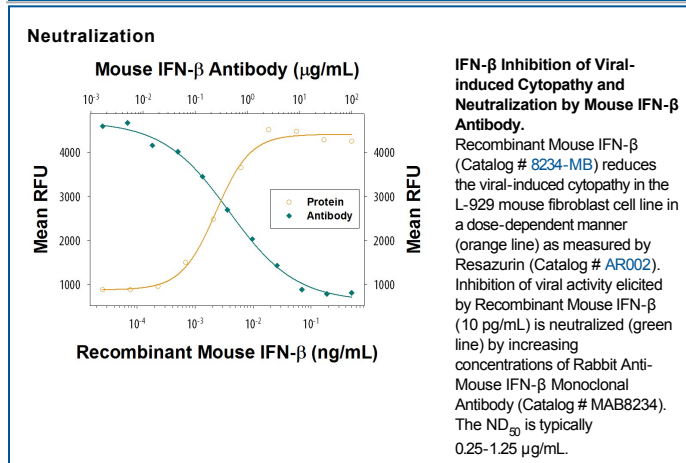 Neutralization
Mouse IFN-β Antibody (μg/mL)
10⁻³ 10⁻² 10⁻¹ 10⁰ 10¹ 10²
4000
3000
2000
1000
Mean RFU
Protein
Antibody
4000
3000
2000
1000
Mean RFU
10⁻⁴ 10⁻³ 10⁻² 10⁻¹
Recombinant Mouse IFN-β (ng/mL)
IFN-β Inhibition of Viral-
induced Cytopathy and
Neutralization by Mouse IFN-β
Antibody.
Recombinant Mouse IFN-β
(Catalog # 8234-MB) reduces
the viral-induced cytopathy in the
L-929 mouse fibroblast cell line in
a dose-dependent manner
(orange line) as measured by
Resazurin (Catalog # AR002).
Inhibition of viral activity elicited
by Recombinant Mouse IFN-β
(10 pg/mL) is neutralized (green
line) by increasing
concentrations of Rabbit Anti-
Mouse IFN-β Monoclonal
Antibody (Catalog # MAB8234).
The ND₅₀ is typically
0.25-1.25 μg/mL.